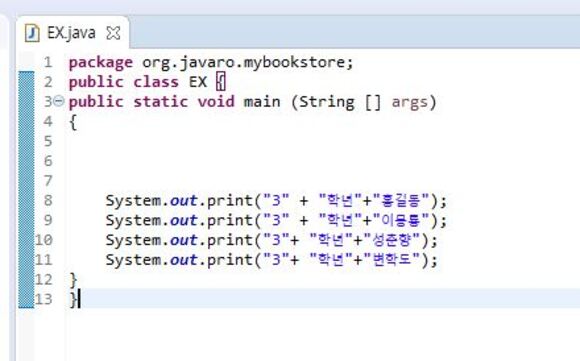 EX.java
1 package org.javaro.mybookstore;
2 public class EX {
3 public static void main (String [] args)
4 {
5
6
7
8 System.out.print("3" + "학년"+"홍길동");
9 System.out.print("3" + "학년"+"이몽룡");
10 System.out.print("3"+ "학년"+"성춘향");
11 System.out.print("3"+ "학년"+"변학도");
12 }
13 }